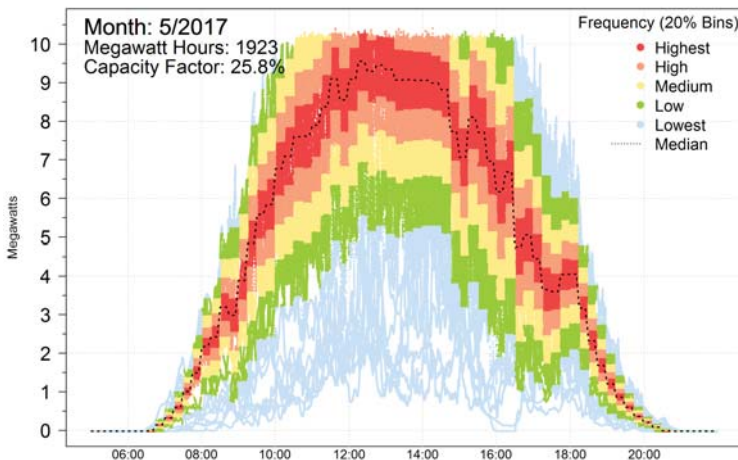 Month: 5/2017
Megawatt Hours: 1923
Capacity Factor: 25.8%
Frequency (20% Bins)
Highest
High
Medium
Low
Lowest
Median
Megawatts
10
9
8
7
6
5
4
3
2
1
0
06:00 08:00 10:00 12:00 14:00 16:00 18:00 20:00